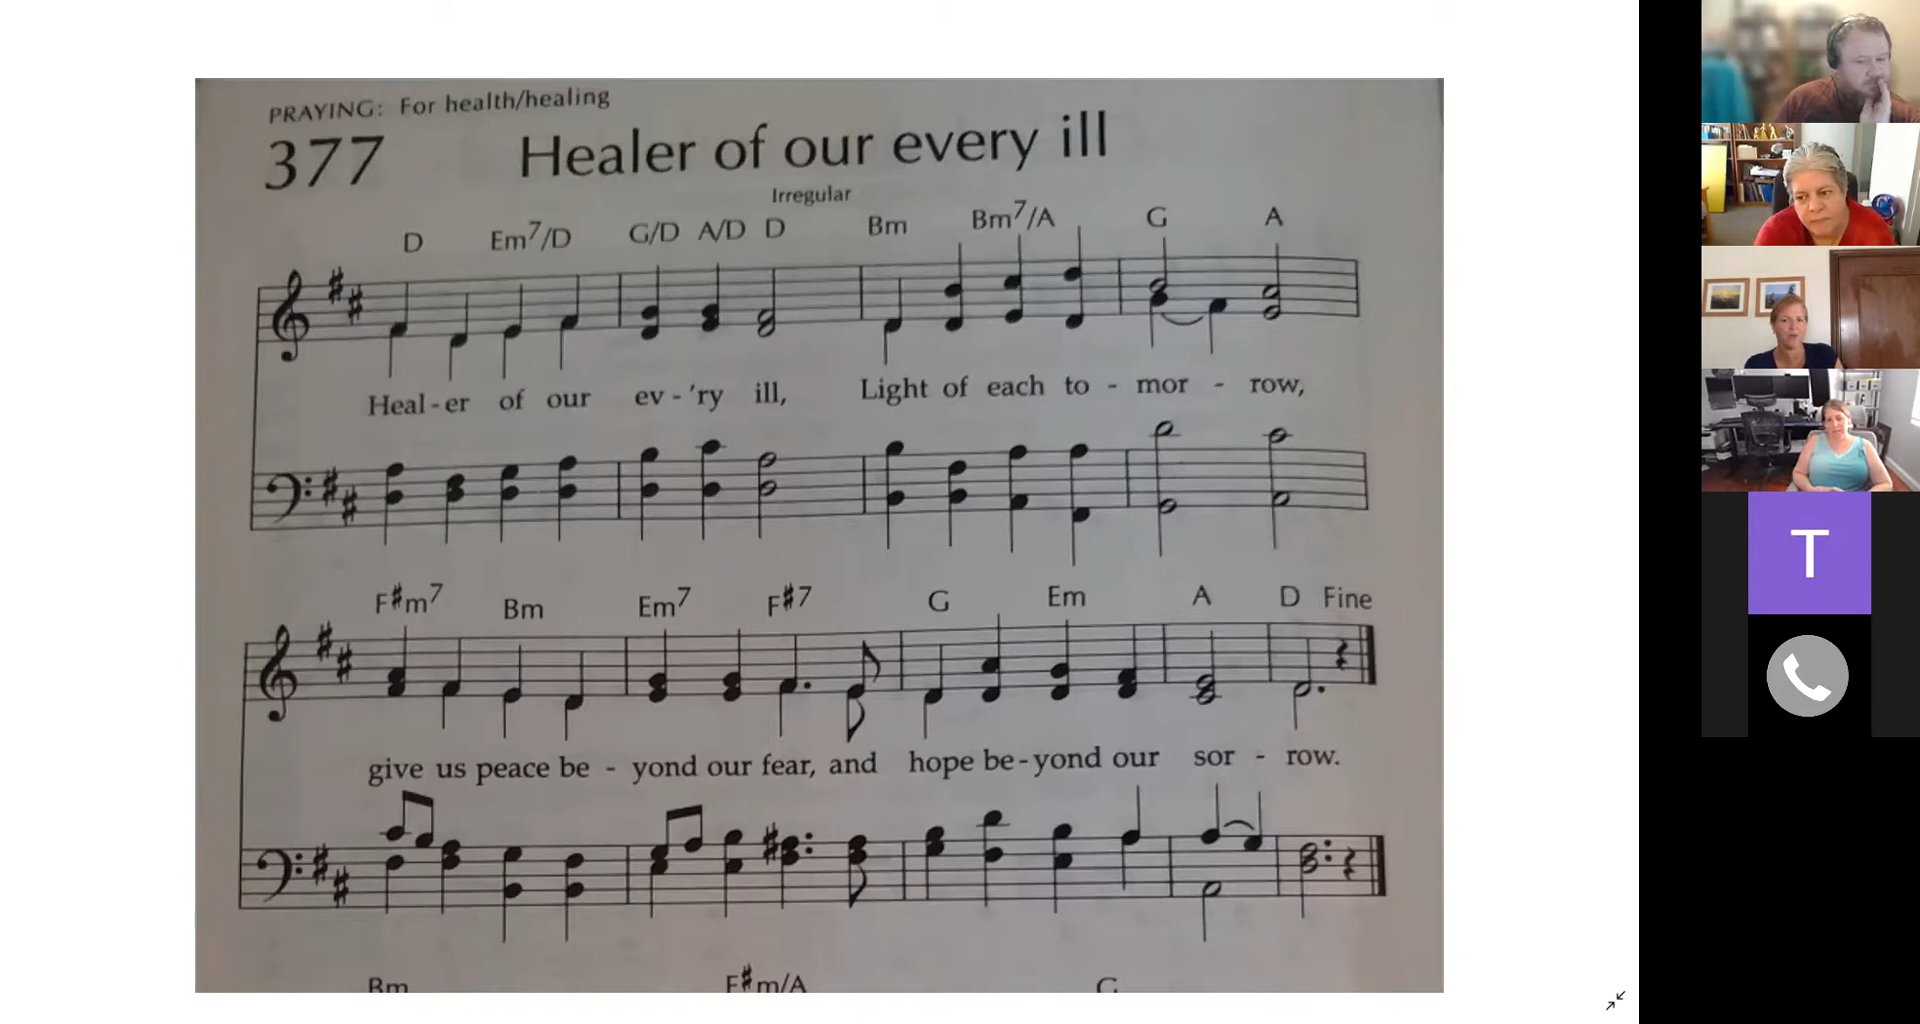 PRAYING: For health/healing
377 Healer of our every ill
Irregular
D Em7/D G/D A/D D Bm Bm7/A G A
Heal - er of our ev - 'ry ill, Light of each to - mor - row,
F#m7 Bm Em7 F#7 G Em A D Fine
give us peace be - yond our fear, and hope be - yond our sor - row.
Bm F#m/A G
T